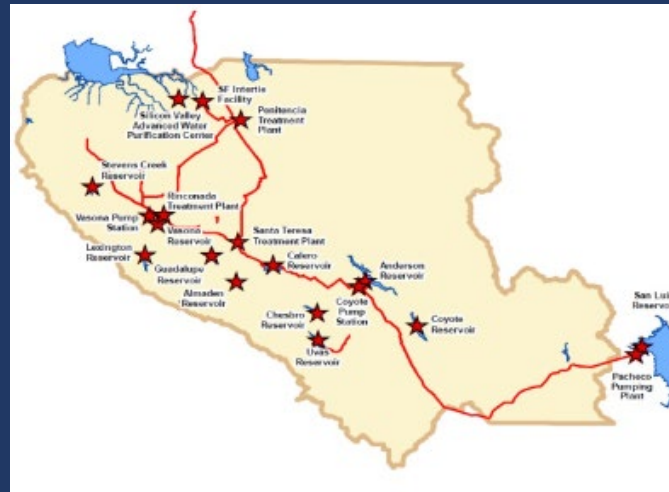 SF Intertie
Facility
Silicon Valley
Advanced Water
Purification Center
Penitencia
Treatment
Plant
Stevens Creek
Reservoir
Rinconada
Treatment Plant
Vasona Pump
Station
Vasona
Reservoir
Santa Teresa
Treatment Plant
Lexington
Reservoir
Guadalupe
Reservoir
Calero
Reservoir
Anderson
Reservoir
Almaden
Reservoir
Chesbro
Reservoir
Coyote
Pump
Station
Coyote
Reservoir
Uvas
Reservoir
San Lui
Reservo
Pacheco
Pumping
Plant